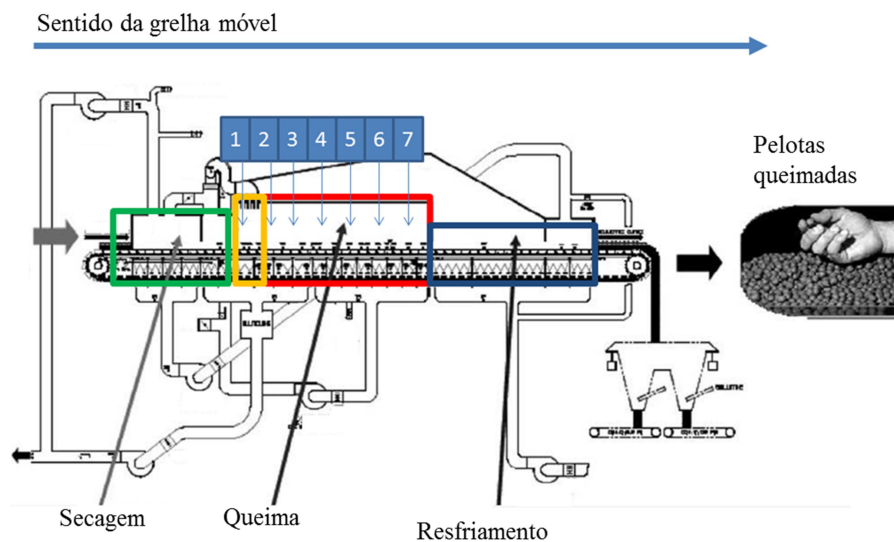 Sentido da grelha móvel
1 2 3 4 5 6 7
Pelotas
queimadas
Secagem
Queima
Resfriamento